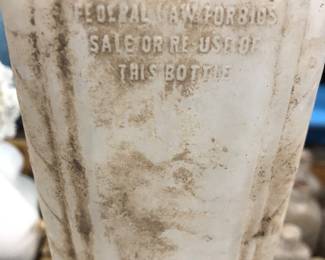 FEDERAL LAW FORBIDS
SALE OR RE-USE OF
THIS BOTTLE